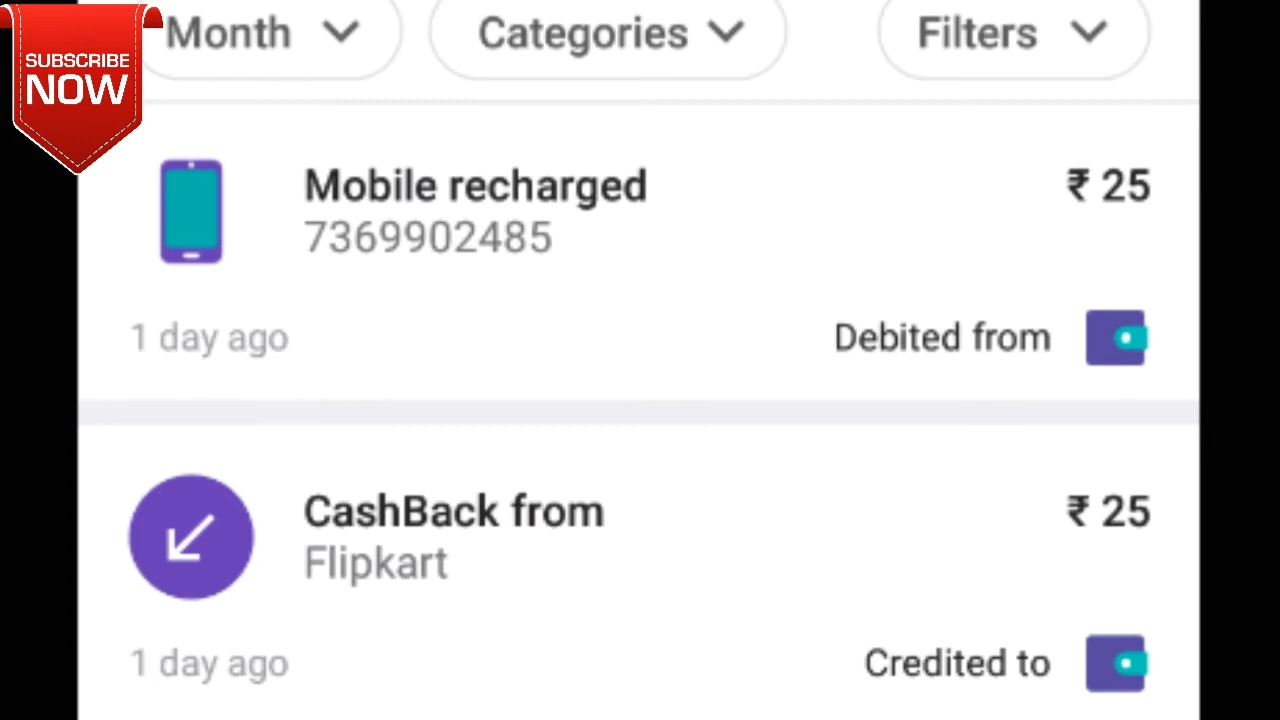 SUBSCRIBE
NOW
Month Categories Filters
Mobile recharged ₹ 25
7369902485
1 day ago Debited from
CashBack from ₹ 25
Flipkart
1 day ago Credited to